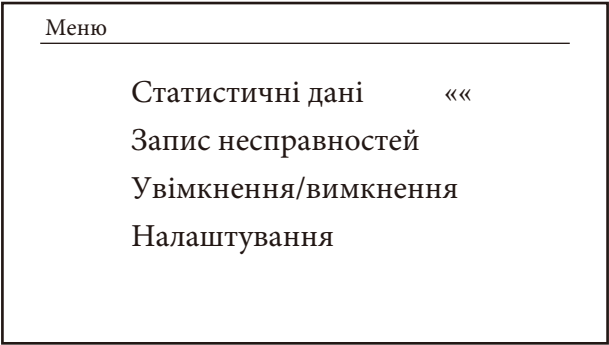 Меню
Статистичні дані ««
Запис несправностей
Увімкнення/вимкнення
Налаштування